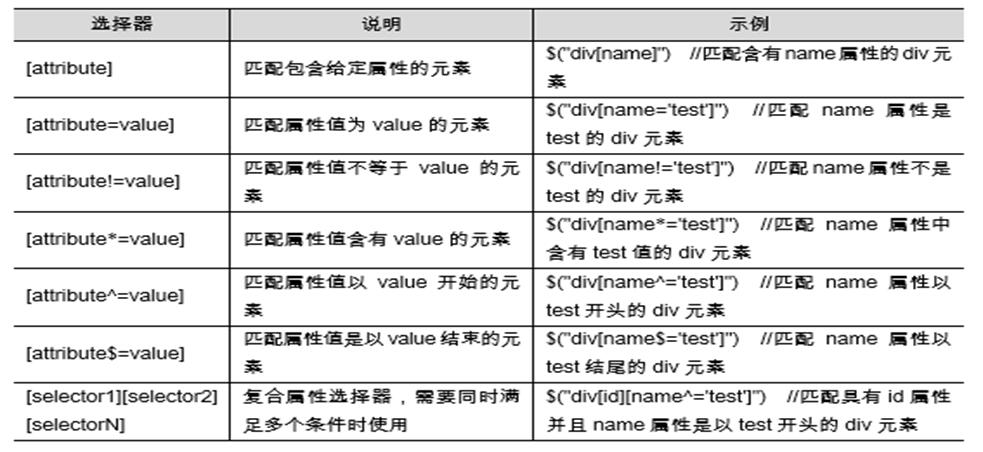 选择器 说明 示例
[attribute] 匹配包含给定属性的元素 $("div[name]") //匹配含有 name 属性的 div 元
素
[attribute=value] 匹配属性值为 value 的元素 $("div[name='test']") //匹配 name 属性是
test 的 div 元素
[attribute!=value] 匹配属性值不等于 value 的元
素
$("div[name!='test']") //匹配 name 属性不是
test 的 div 元素
[attribute*=value] 匹配属性值含有 value 的元素 $("div[name*='test']") //匹配 name 属性中
含有 test 值的 div 元素
[attribute^=value] 匹配属性值以 value 开始的元
素
$("div[name^='test']") //匹配 name 属性以
test 开头的 div 元素
[attribute$=value] 匹配属性值是以 value 结束的元
素
$("div[name$='test']") //匹配 name 属性以
test 结尾的 div 元素
[selector1][selector2]
[selectorN]
复合属性选择器，需要同时满
足多个条件时使用
$("div[id][name^='test']") //匹配具有 id 属性
并且 name 属性是以 test 开头的 div 元素